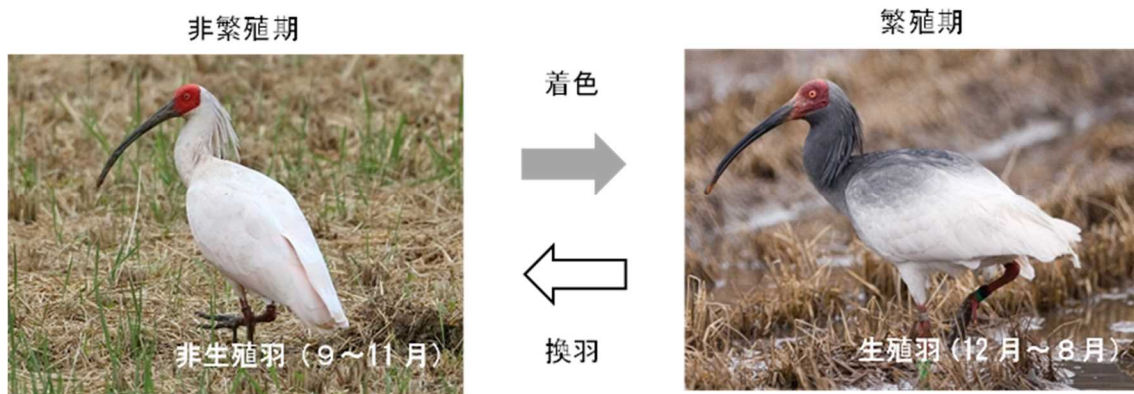 非繁殖期
繁殖期
着色
換羽
非生殖羽（９～11月）
生殖羽（12月～８月）